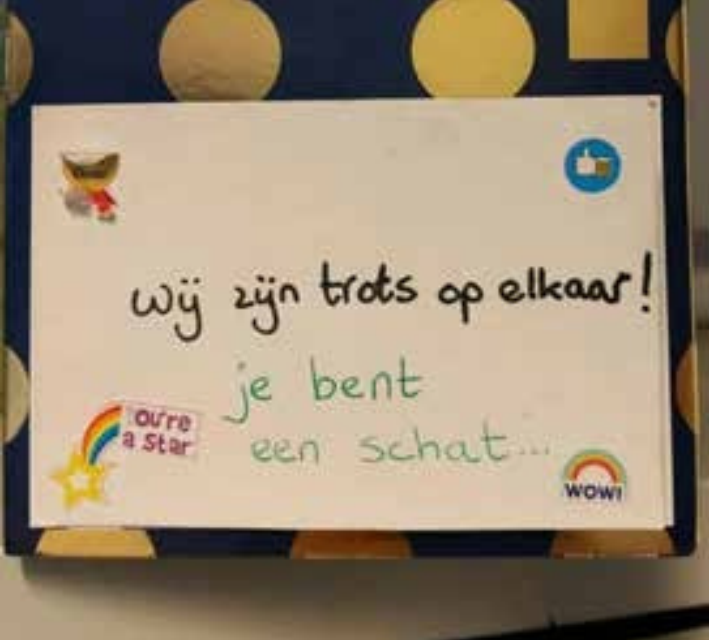 wij zijn trots op elkaar!
je bent
een schat...
ou're
a star
WOW!